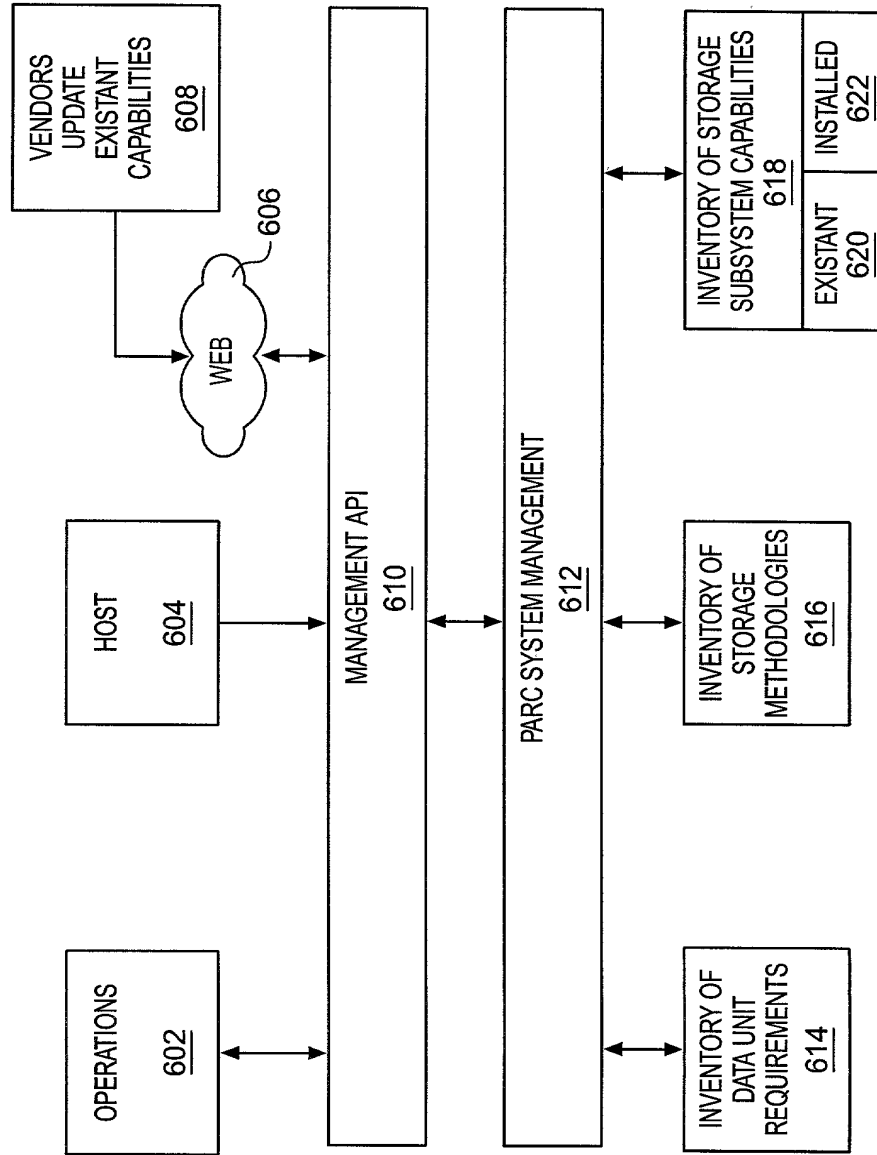 OPERATIONS
602
HOST
604
VENDORS
UPDATE
EXISTANT
CAPABILITIES
608
WEB
606
MANAGEMENT API
610
PARC SYSTEM MANAGEMENT
612
INVENTORY OF
DATA UNIT
REQUIREMENTS
614
INVENTORY OF
STORAGE
METHODOLOGIES
616
INVENTORY OF STORAGE
SUBSYSTEM CAPABILITIES
618
EXISTANT
620
INSTALLED
622